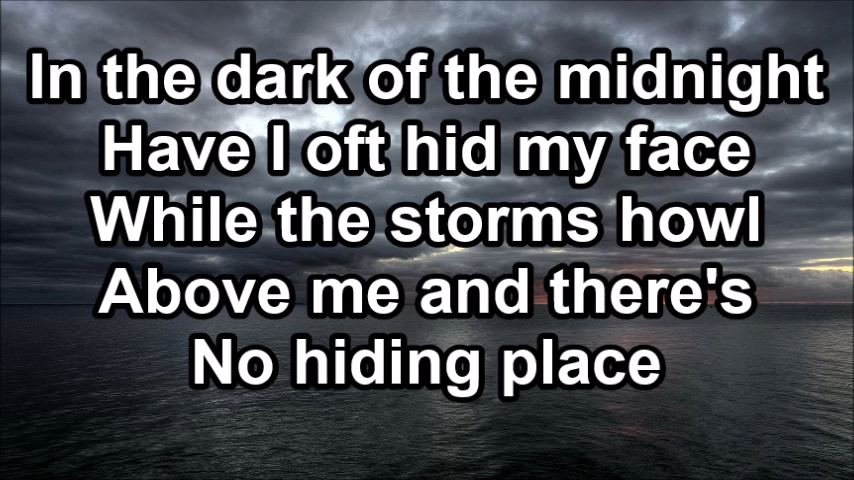 In the dark of the midnight
Have I oft hid my face
While the storms howl
Above me and there's
No hiding place